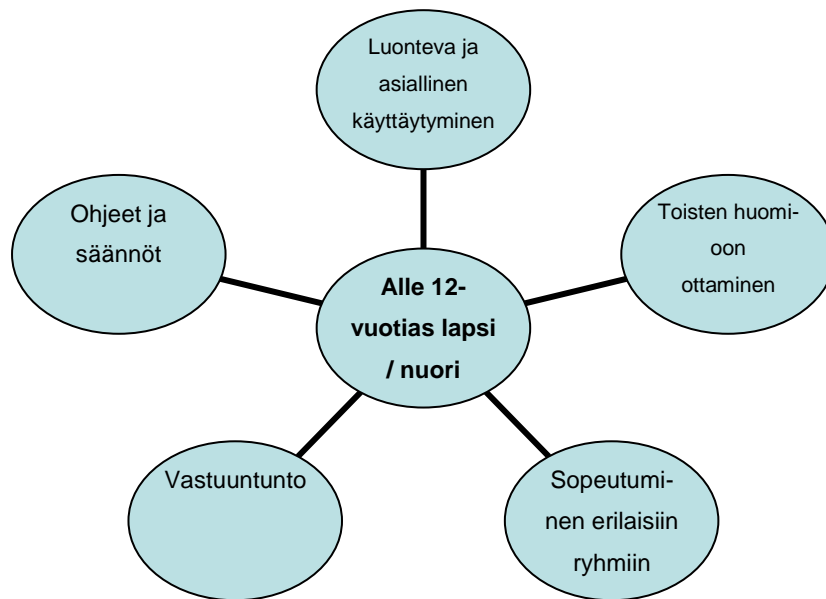 Luonteva ja
asiallinen
käyttäytyminen
Ohjeet ja
säännöt
Toisten huomi-
oon
ottaminen
Alle 12-
vuotias lapsi
/ nuori
Vastuuntunto
Sopeutumi-
nen erilaisiin
ryhmiin